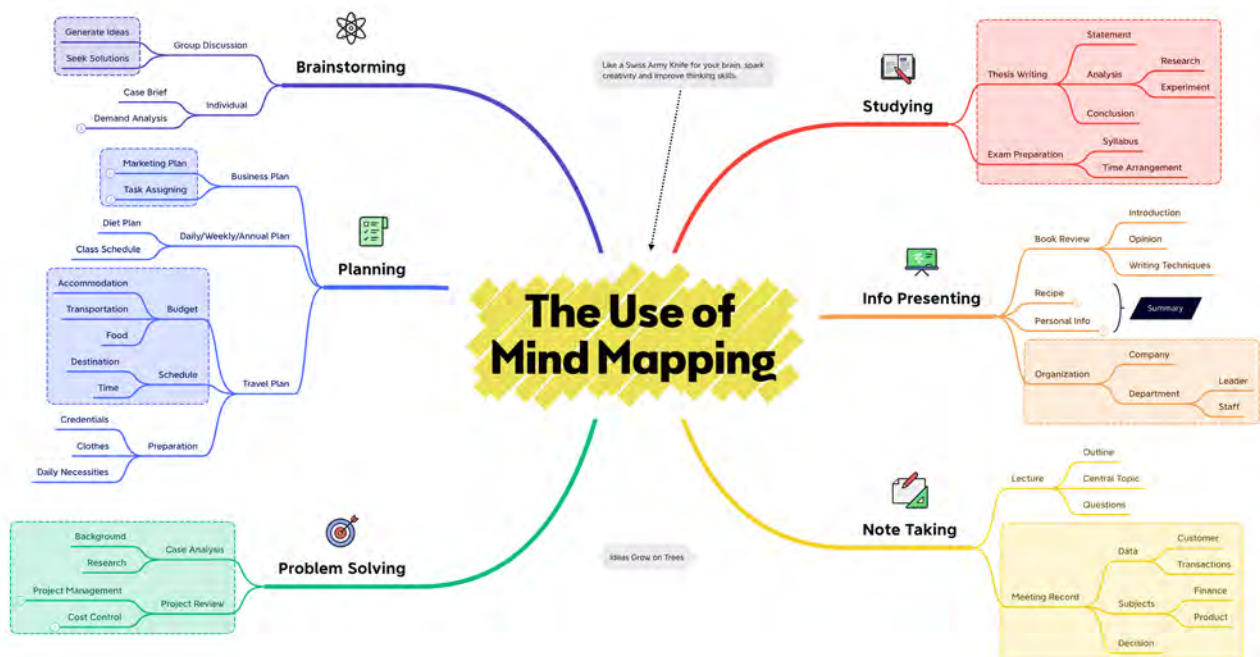 Like a Swiss Army Knife for your brain, spark
creativity and improve thinking skills.
The Use of
Mind Mapping
Ideas Grow on Trees
Brainstorming
Group Discussion
Generate Ideas
Seek Solutions
Individual
Case Brief
Demand Analysis
Planning
Business Plan
Marketing Plan
Task Assigning
Daily/Weekly/Annual Plan
Diet Plan
Class Schedule
Travel Plan
Budget
Accommodation
Transportation
Food
Schedule
Destination
Time
Preparation
Credentials
Clothes
Daily Necessities
Problem Solving
Case Analysis
Background
Research
Project Review
Project Management
Cost Control
Studying
Thesis Writing
Statement
Analysis
Research
Experiment
Conclusion
Exam Preparation
Syllabus
Time Arrangement
Info Presenting
Book Review
Introduction
Opinion
Writing Techniques
Recipe
Personal Info
Summary
Organization
Company
Department
Leader
Staff
Note Taking
Lecture
Outline
Central Topic
Questions
Meeting Record
Data
Customer
Transactions
Subjects
Finance
Product
Decision